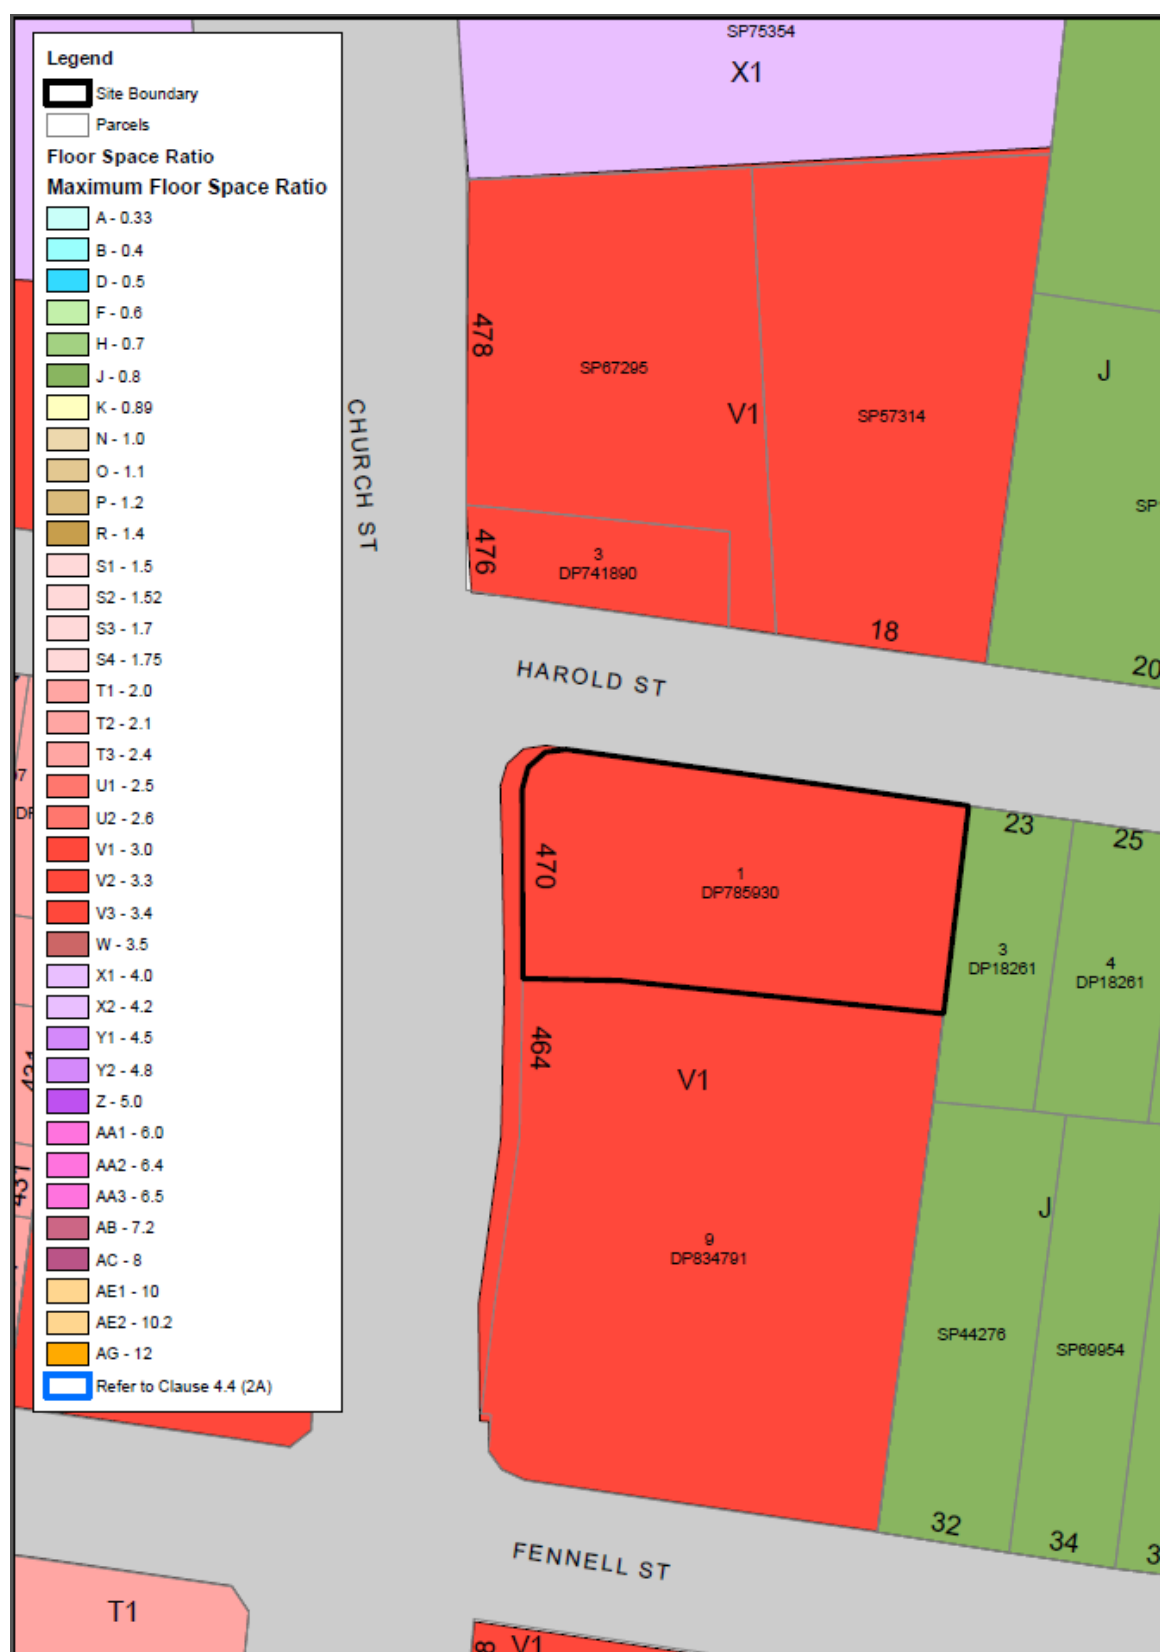 Legend
Site Boundary
Parcels
Floor Space Ratio
Maximum Floor Space Ratio
A - 0.33
B - 0.4
D - 0.5
F - 0.6
H - 0.7
J - 0.8
K - 0.89
N - 1.0
O - 1.1
P - 1.2
R - 1.4
S1 - 1.5
S2 - 1.52
S3 - 1.7
S4 - 1.75
T1 - 2.0
T2 - 2.1
T3 - 2.4
U1 - 2.5
U2 - 2.6
V1 - 3.0
V2 - 3.3
V3 - 3.4
W - 3.5
X1 - 4.0
X2 - 4.2
Y1 - 4.5
Y2 - 4.8
Z - 5.0
AA1 - 6.0
AA2 - 6.4
AA3 - 6.5
AB - 7.2
AC - 8
AE1 - 10
AE2 - 10.2
AG - 12
Refer to Clause 4.4 (2A)
SP75354
X1
478
SP67295
V1
SP57314
J
SP
CHURCH ST
476
3
DP741890
18
20
HAROLD ST
470
1
DP785930
23
25
3
DP18261
4
DP18261
464
V1
9
DP834791
J
SP44276
SP69954
32
34
3
FENNELL ST
T1
8
V1
431